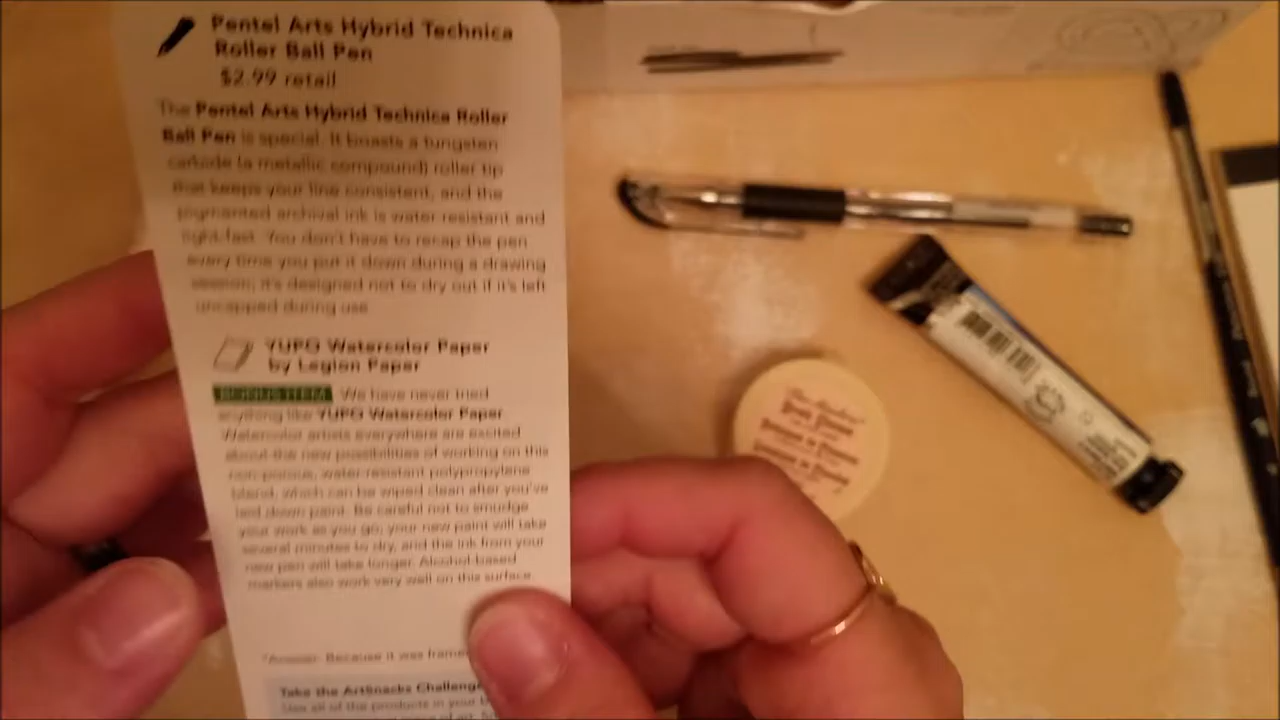 Pentel Arts Hybrid Technica
Roller Ball Pen
$2.99 retail
The Pentel Arts Hybrid Technica Roller
Ball Pen is special. It boasts a tungsten
carbide (a metallic compound) roller tip
that keeps your line consistent, and the
pigmented archival ink is water-resistant and
light-fast. You don't have to recap the pen
every time you put it down during a drawing
session; it's designed not to dry out if it's left
uncapped during use.
YUPO Watercolor Paper
by Legion Paper
BONUS ITEM We have never tried
anything like YUPO Watercolor Paper.
Watercolor artists everywhere are excited
about the new possibilities of working on this
non-porous, water-resistant polypropylene
blend, which can be wiped clean after you've
laid down paint. Be careful not to smudge
your work as you go; your new paint will take
several minutes to dry, and the ink from your
new pen will take longer. Alcohol-based
markers also work very well on this surface.
*Answer: Because it was frame
Take the ArtSnacks Challenge
Use all of the products in your